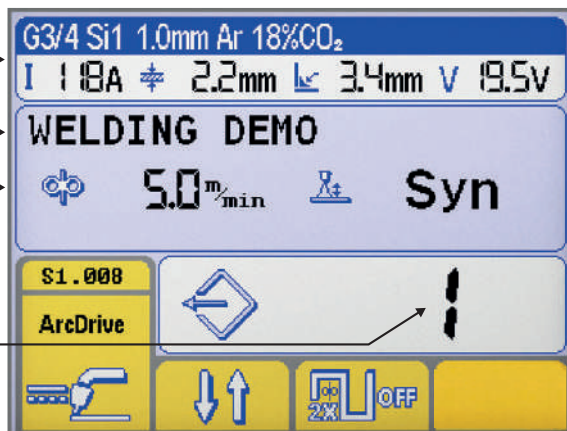 G3/4 Si1 1.0mm Ar 18%CO₂
I 118A 2.2mm 3.4mm V 19.5V
WELDING DEMO
5.0 m/min Syn
S1.008
ArcDrive
1
2X OFF